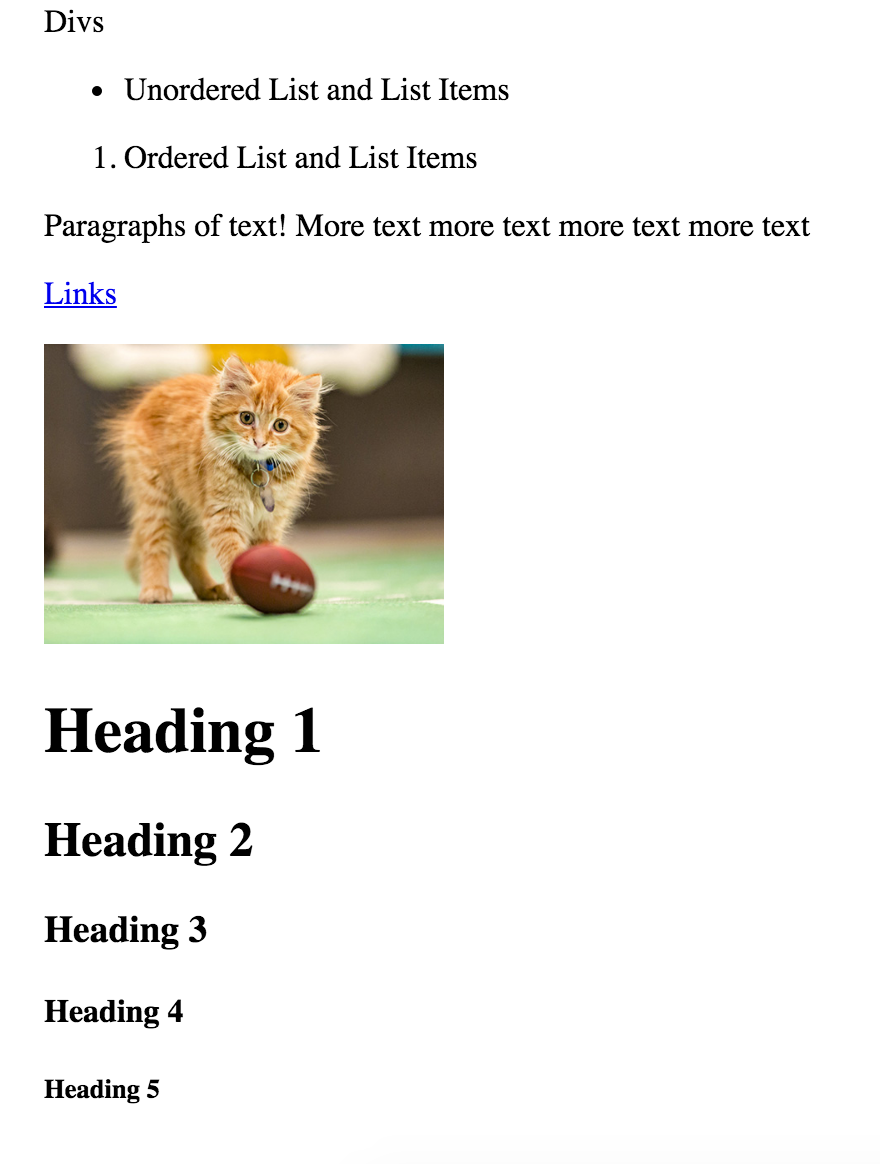 Divs
• Unordered List and List Items
1. Ordered List and List Items
Paragraphs of text! More text more text more text more text
Links
Heading 1
Heading 2
Heading 3
Heading 4
Heading 5